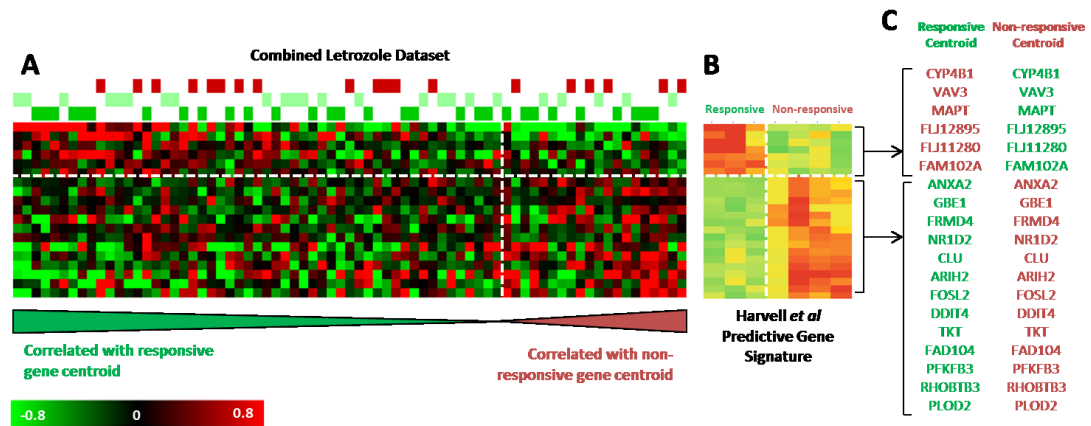 A
Combined Letrozole Dataset
Correlated with responsive
gene centroid
Correlated with non-
responsive gene centroid
-0.8 0 0.8
B
Responsive Non-responsive
Harvell et al
Predictive Gene
Signature
C
Responsive Non-responsive
Centroid Centroid
CYP4B1 CYP4B1
VAV3 VAV3
MAPT MAPT
FLJ12895 FLJ12895
FLJ11280 FLJ11280
FAM102A FAM102A
ANXA2 ANXA2
GBE1 GBE1
FRMD4 FRMD4
NR1D2 NR1D2
CLU CLU
ARIH2 ARIH2
FOSL2 FOSL2
DDIT4 DDIT4
TKT TKT
FAD104 FAD104
PFKFB3 PFKFB3
RHOBTB3 RHOBTB3
PLOD2 PLOD2